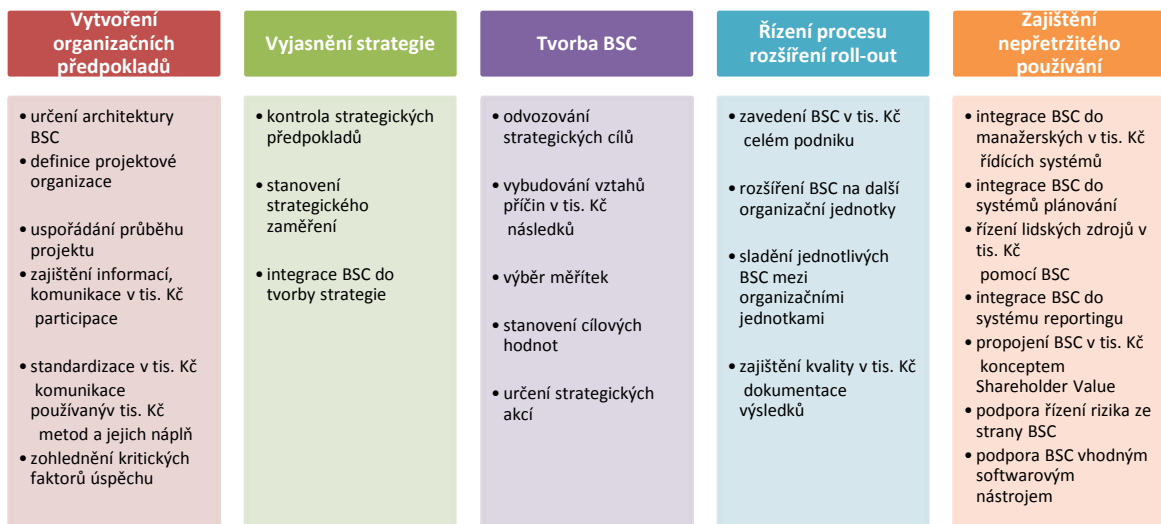 Vytvoření
organizačních
předpokladů
• určení architektury
BSC
• definice projektové
organizace
• uspořádání průběhu
projektu
• zajištění informací,
komunikace v tis. Kč
participace
• standardizace v tis. Kč
komunikace
používanýv tis. Kč
metod a jejich náplň
• zohlednění kritických
faktorů úspěchu
Vyjasnění strategie
• kontrola strategických
předpokladů
• stanovení
strategického
zaměření
• integrace BSC do
tvorby strategie
Tvorba BSC
• odvozování
strategických cílů
• vybudování vztahů
příčin v tis. Kč
následků
• výběr měřítek
• stanovení cílových
hodnot
• určení strategických
akcí
Řízení procesu
rozšíření roll-out
• zavedení BSC v tis. Kč
celém podniku
• rozšíření BSC na další
organizační jednotky
• sladění jednotlivých
BSC mezi
organizačními
jednotkami
• zajištění kvality v tis. Kč
dokumentace
výsledků
Zajištění
nepřetržitého
používání
• integrace BSC do
manažerských v tis. Kč
řídících systémů
• integrace BSC do
systémů plánování
• řízení lidských zdrojů v
tis. Kč
pomocí BSC
• integrace BSC do
systému reportingu
• propojení BSC v tis. Kč
konceptem
Shareholder Value
• podpora řízení rizika ze
strany BSC
• podpora BSC vhodným
softwarovým
nástrojem